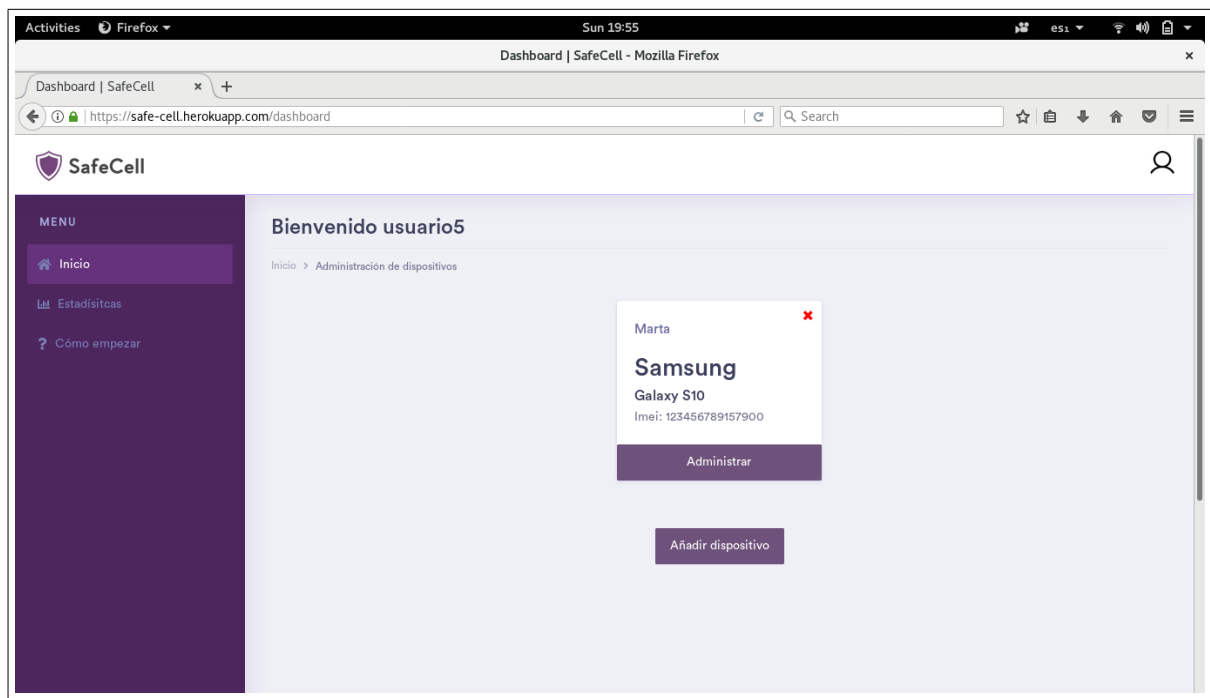 Activities Firefox Sun 19:55 es₁
Dashboard | SafeCell - Mozilla Firefox
Dashboard | SafeCell
https://safe-cell.herokuapp.com/dashboard Search
SafeCell
MENU
Inicio
Estadísitcas
? Cómo empezar
Bienvenido usuario5
Inicio > Administración de dispositivos
Marta
Samsung
Galaxy S10
Imei: 123456789157900
Administrar
Añadir dispositivo